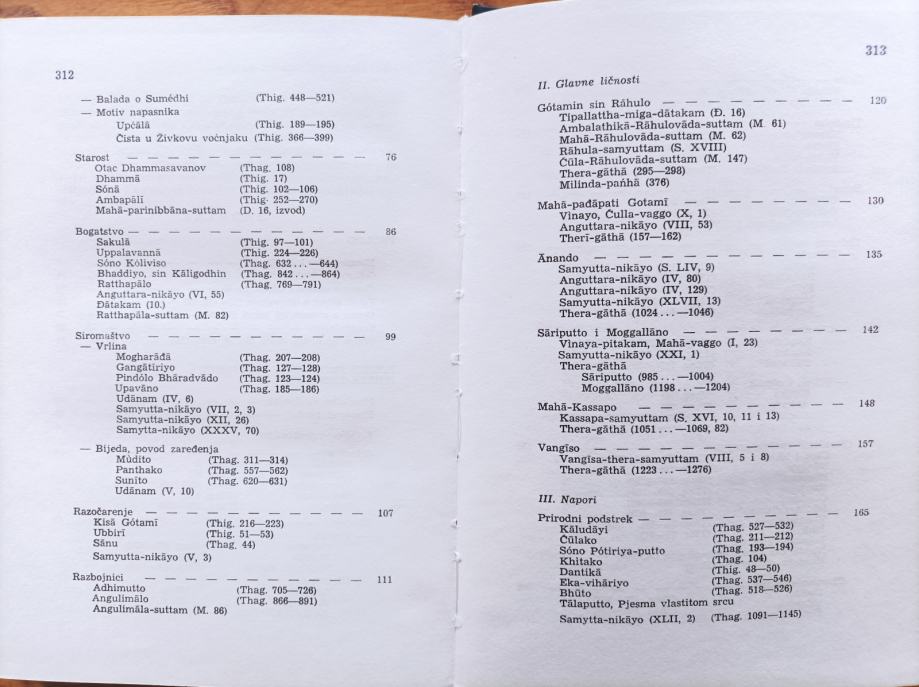 312
— Balada o Sumédhi (Thig. 448—521)
— Motiv napasnika
Upčālā (Thig. 189—195)
Čista u Živkovu voćnjaku (Thig. 366—399)
Starost — — — — — — — — — — — 76
Otac Dhammasavanov (Thag. 108)
Dhammā (Thig. 17)
Sónā (Thig. 102—106)
Ambapālī (Thig. 252—270)
Mahā-parinibbāna-suttam (D. 16, izvod)
Bogatstvo — — — — — — — — — — — 86
Sakulā (Thig. 97—101)
Uppalavannā (Thig. 224—226)
Sóno Kóliviso (Thag. 632...—644)
Bhaddiyo, sin Kāligodhin (Thag. 842...—864)
Ratthapālo (Thag. 769—791)
Anguttara-nikāyo (VI, 55)
Đātakam (10.)
Ratthapāla-suttam (M. 82)
Siromaštvo — — — — — — — — — — — 99
— Vrlina
Mogharāđā (Thag. 207—208)
Gangātīriyo (Thag. 127—128)
Pindólo Bhāradvādo (Thag. 123—124)
Upavāno (Thag. 185—186)
Udānam (IV, 6)
Samyutta-nikāyo (VII, 2, 3)
Samyutta-nikāyo (XII, 26)
Samytta-nikāyo (XXXV, 70)
— Bijeda, povod zaređenja
Múdito (Thag. 311—314)
Panthako (Thag. 557—562)
Sunīto (Thag. 620—631)
Udānam (V, 10)
Razočarenje — — — — — — — — — — 107
Kisā Gótamī (Thig. 216—223)
Ubbirī (Thig. 51—53)
Sānu (Thag. 44)
Samyutta-nikāyo (V, 3)
Razbojnici — — — — — — — — — — 111
Adhimutto (Thag. 705—726)
Angulimālo (Thag. 866—891)
Angulimāla-suttam (M. 86)
313
II. Glavne ličnosti
Gótamin sin Rāhulo — — — — — — — — — 120
Tipallattha-miga-dātakam (Đ. 16)
Ambalathikā-Rāhulovāda-suttam (M. 61)
Mahā-Rāhulovāda-suttam (M. 62)
Rāhula-samyuttam (S. XVIII)
Čūla-Rāhulovāda-suttam (M. 147)
Thera-gāthā (295—298)
Milinda-pańhā (376)
Mahā-pađāpati Gotamī — — — — — — — — 130
Vinayo, Čulla-vaggo (X, 1)
Anguttara-nikāyo (VIII, 53)
Therī-gāthā (157—162)
Ānando — — — — — — — — — — — — 135
Samyutta-nikāyo (S. LIV, 9)
Anguttara-nikāyo (IV, 80)
Anguttara-nikāyo (IV, 129)
Samyutta-nikāyo (XLVII, 13)
Thera-gāthā (1024...—1046)
Sāriputto i Moggallāno — — — — — — — — 142
Vinaya-pitakam, Mahā-vaggo (I, 23)
Samyutta-nikāyo (XXI, 1)
Thera-gāthā
Sāriputto (985...—1004)
Moggallāno (1198...—1204)
Mahā-Kassapo — — — — — — — — — — 148
Kassapa-samyuttam (S. XVI, 10, 11 i 13)
Thera-gāthā (1051...—1069, 82)
Vangīso — — — — — — — — — — — — 157
Vangīsa-thera-samyuttam (VIII, 5 i 8)
Thera-gāthā (1223...—1276)
III. Napori
Prirodni podstrek — — — — — — — — — — 165
Kāludāyi (Thag. 527—532)
Čūlako (Thag. 211—212)
Sóno Pótiriya-putto (Thag. 193—194)
Khitako (Thag. 104)
Dantikā (Thig. 48—50)
Eka-vihāriyo (Thag. 537—546)
Bhūto (Thag. 518—526)
Tālaputto, Pjesma vlastitom srcu
Samytta-nikāyo (XLII, 2) (Thag. 1091—1145)